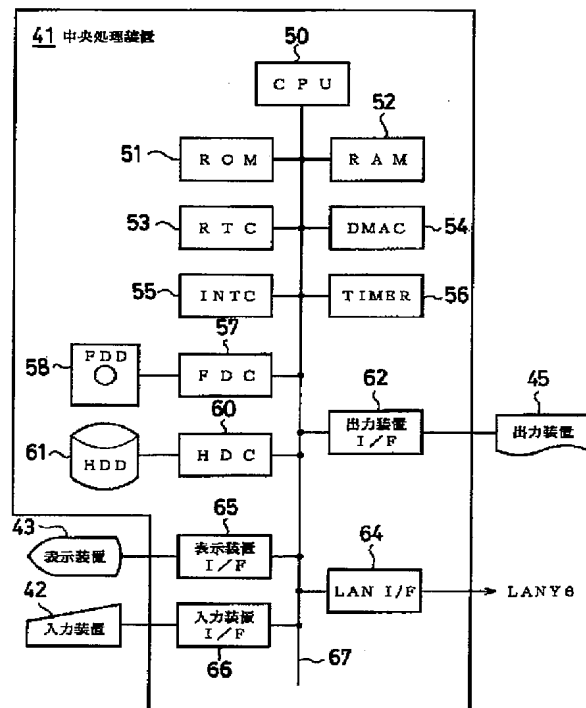 50
41 中央処理装置
CPU
52
51
ROM
RAM
53
RTC
DMAC
54
55
INTC
TIMER
56
57
58
FDD
FDC
62
45
60
出力装置
I/F
出力装置
61
HDD
HDC
43
65
64
表示装置
表示装置
I/F
LAN I/F
LANYθ
42
入力装置
入力装置
I/F
66
67